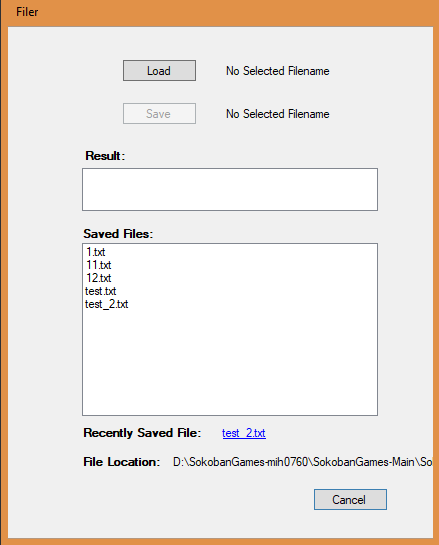 Filer
Load No Selected Filename
Save No Selected Filename
Result:
Saved Files:
1.txt
11.txt
12.txt
test.txt
test_2.txt
Recently Saved File: test_2.txt
File Location: D:\SokobanGames-mih0760\SokobanGames-Main\So
Cancel